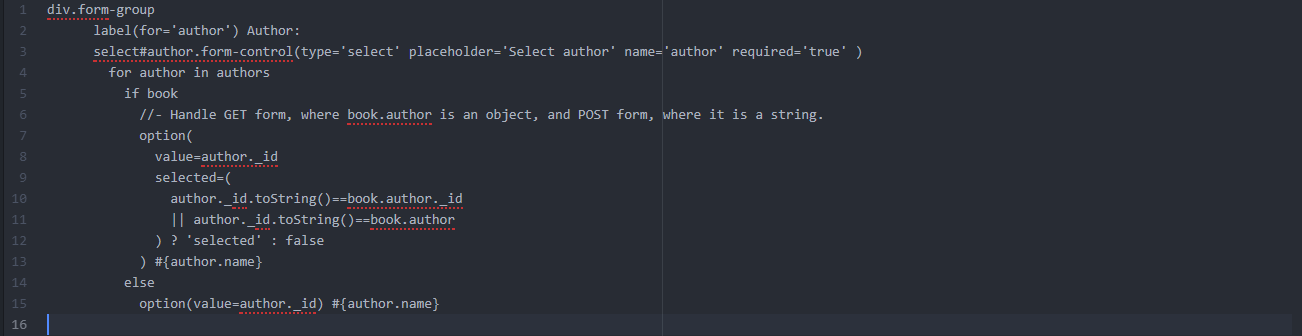 1 div.form-group
2 label(for='author') Author:
3 select#author.form-control(type='select' placeholder='Select author' name='author' required='true' )
4 for author in authors
5 if book
6 //- Handle GET form, where book.author is an object, and POST form, where it is a string.
7 option(
8 value=author._id
9 selected=(
10 author._id.toString()==book.author._id
11 || author._id.toString()==book.author
12 ) ? 'selected' : false
13 ) #{author.name}
14 else
15 option(value=author._id) #{author.name}
16